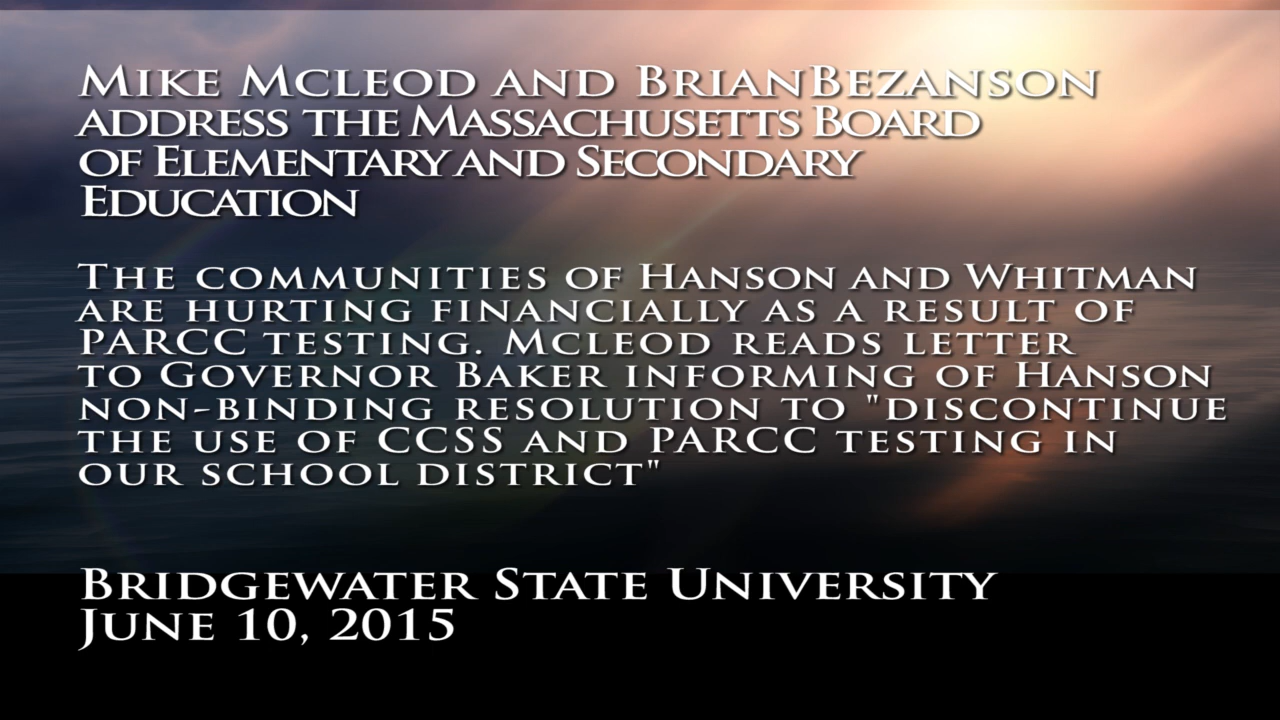 Mike Mcleod and BrianBezanson
address the Massachusetts Board
of Elementary and Secondary
Education
The communities of Hanson and Whitman
are hurting financially as a result of
PARCC testing. Mcleod reads letter
to Governor Baker informing of Hanson
non-binding resolution to "discontinue
the use of CCSS and PARCC testing in
our school district"
Bridgewater State University
June 10, 2015